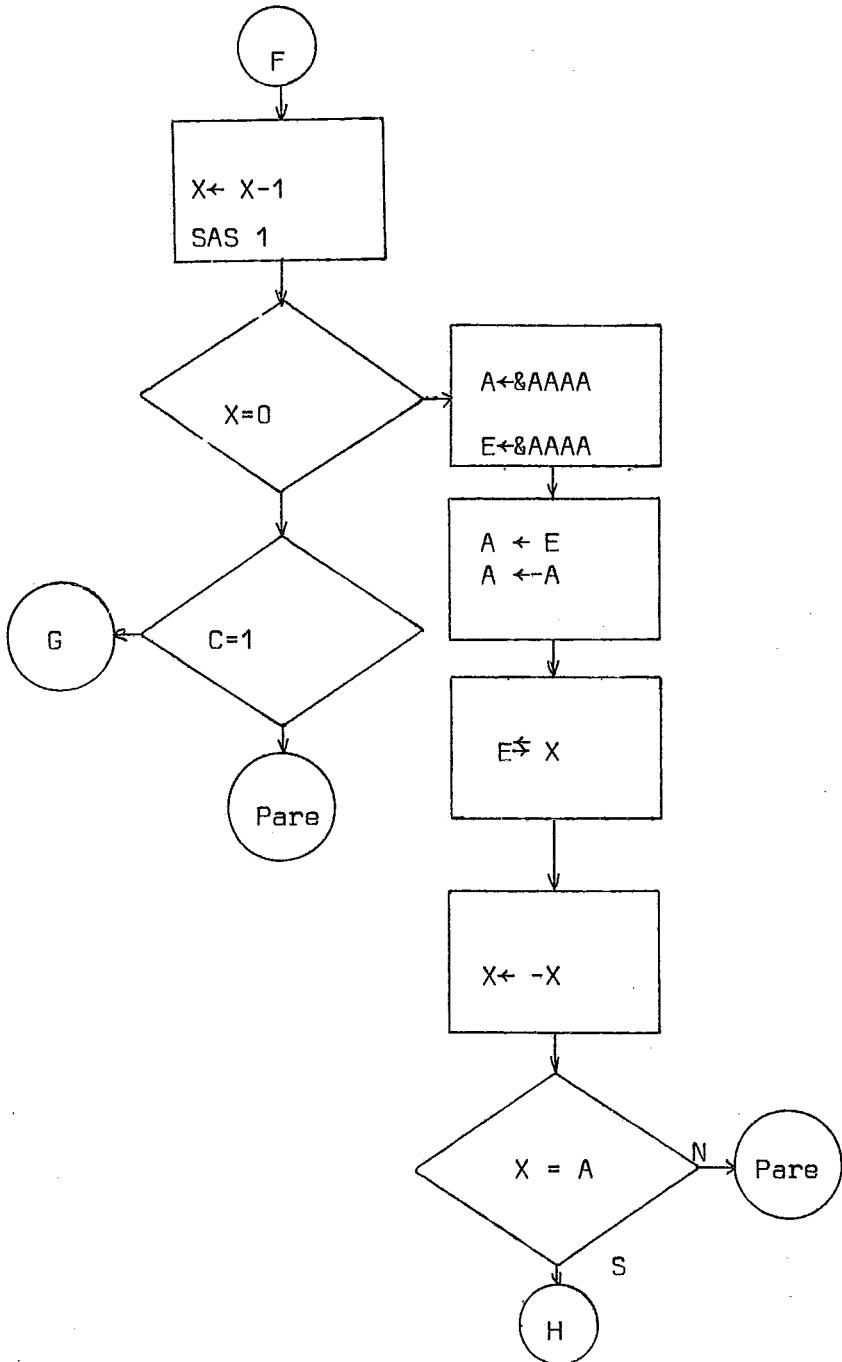 F
X← X-1
SAS 1
X=0
A←&AAAA
E←&AAAA
A ← E
A ←-A
G
C=1
E⇆ X
Pare
X← -X
X = A
N
Pare
S
H